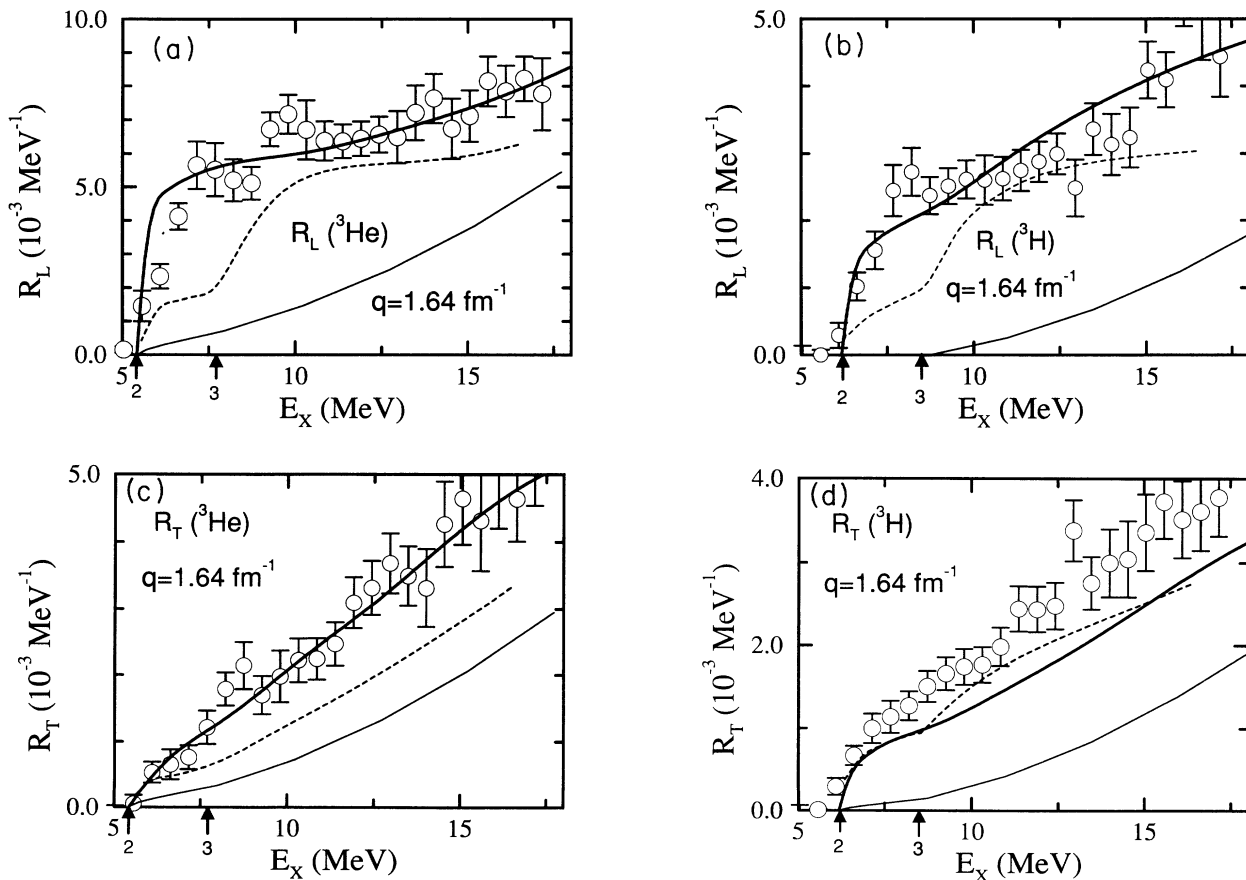 (a)
10.0
5.0
0.0
R_L (10^-3 MeV^-1)
R_L (^3He)
q=1.64 fm^-1
5 10 15
2 3
E_X (MeV)
(b)
5.0
0.0
R_L (10^-3 MeV^-1)
R_L (^3H)
q=1.64 fm^-1
5 10 15
2 3
E_X (MeV)
(c)
5.0
0.0
R_T (10^-3 MeV^-1)
R_T (^3He)
q=1.64 fm^-1
5 10 15
2 3
E_X (MeV)
(d)
4.0
2.0
0.0
R_T (10^-3 MeV^-1)
R_T (^3H)
q=1.64 fm^-1
5 10 15
2 3
E_X (MeV)